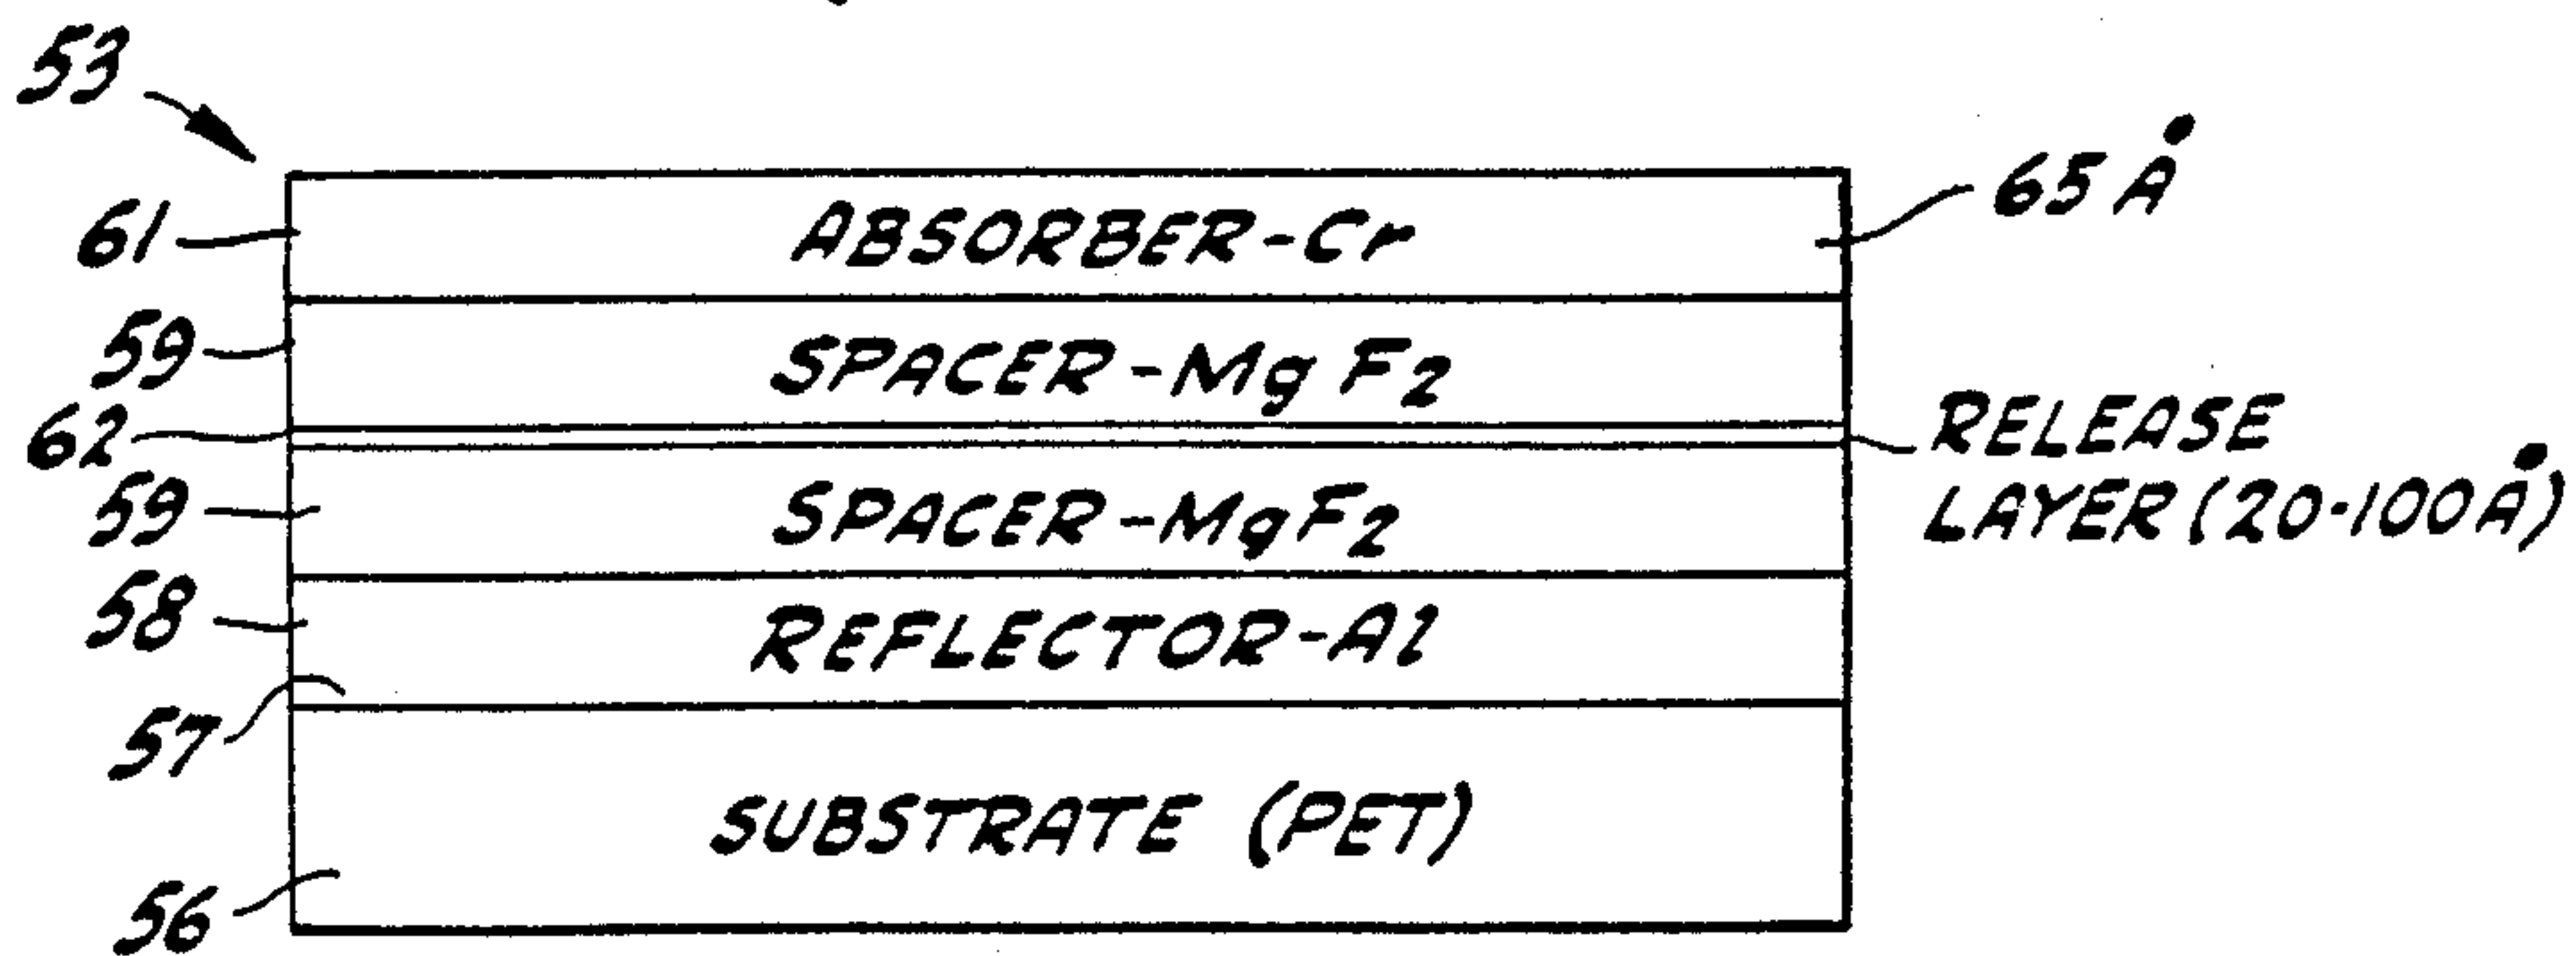 53
61
ABSORBER-Cr
65 Å
59
SPACER-MgF2
62
RELEASE
LAYER (20-100Å)
59
SPACER-MgF2
58
REFLECTOR-Al
57
SUBSTRATE (PET)
56